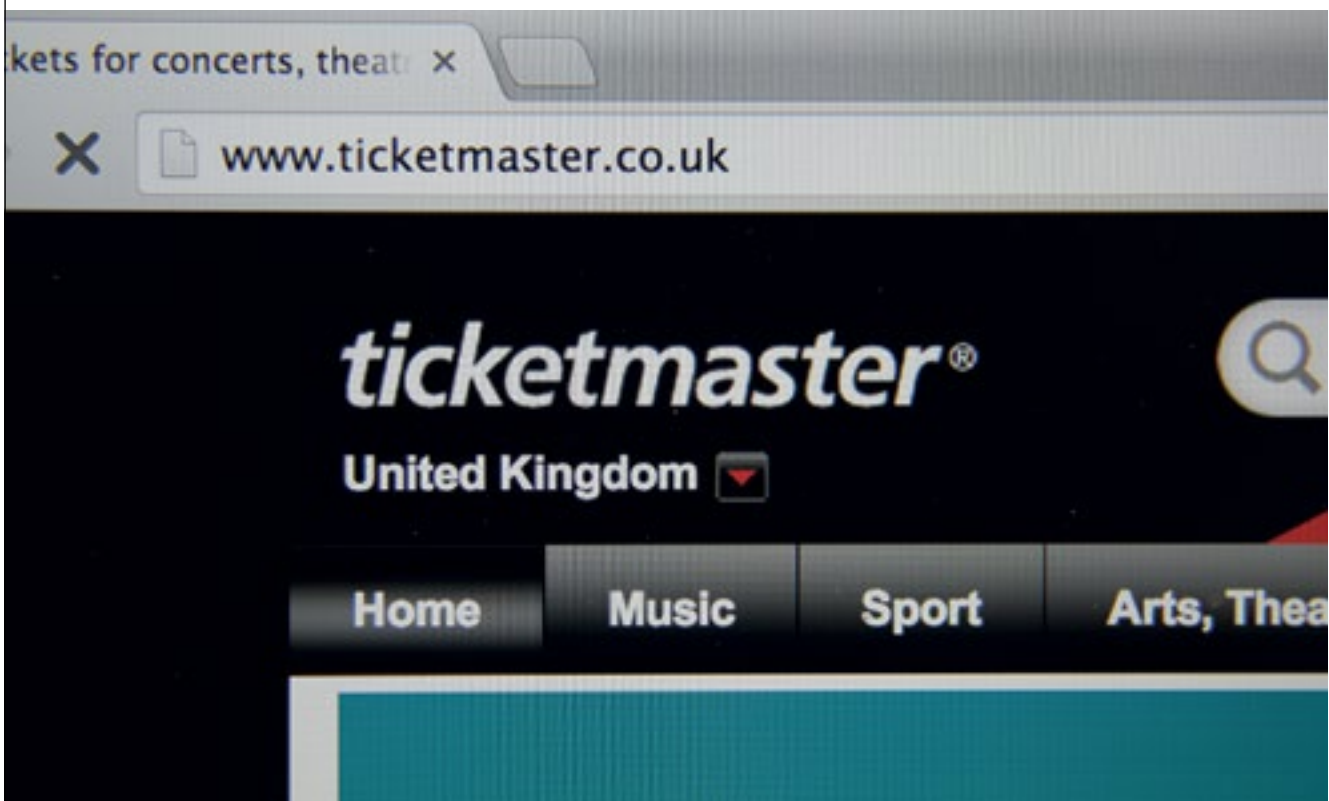 kets for concerts, theat
www.ticketmaster.co.uk
ticketmaster®
United Kingdom
Home Music Sport Arts, Thea